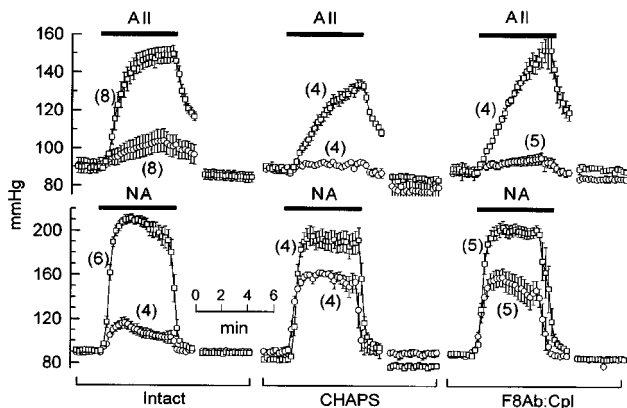 AII AII AII
160
140
120
100
80
(8) (8) (4) (4) (4) (5)
mmHg
NA NA NA
200
160
120
80
(6) (4) (4) (4) (5) (5)
0 2 4 6
min
Intact CHAPS F8Ab:Cpl